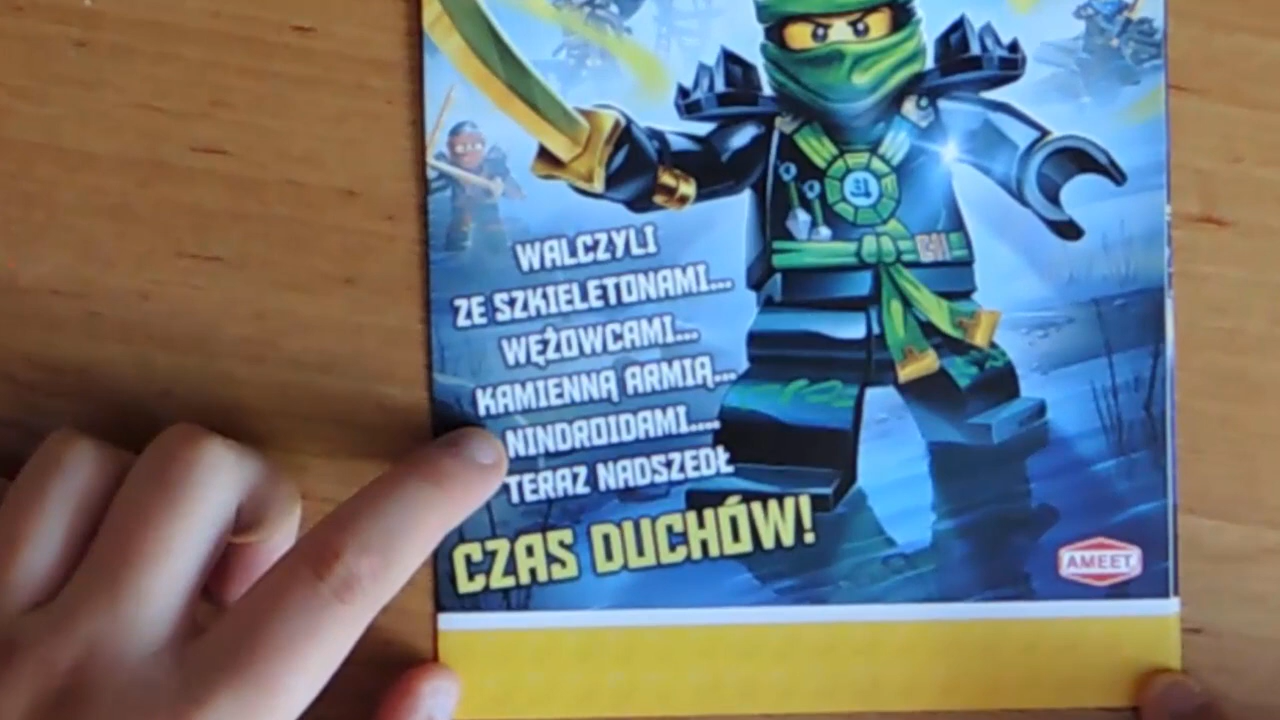 WALCZYLI
ZE SZKIELETONAMI...
WĘŻOWCAMI...
KAMIENNĄ ARMIĄ...
NINDROIDAMI....
TERAZ NADSZEDŁ
CZAS DUCHÓW!
AMEET